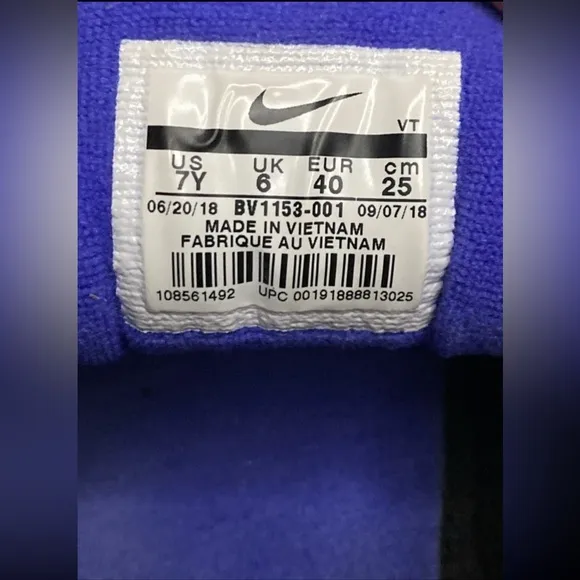 VT
US UK EUR cm
7Y 6 40 25
06/20/18 BV1153-001 09/07/18
MADE IN VIETNAM
FABRIQUE AU VIETNAM
108561492 UPC 00191888813025